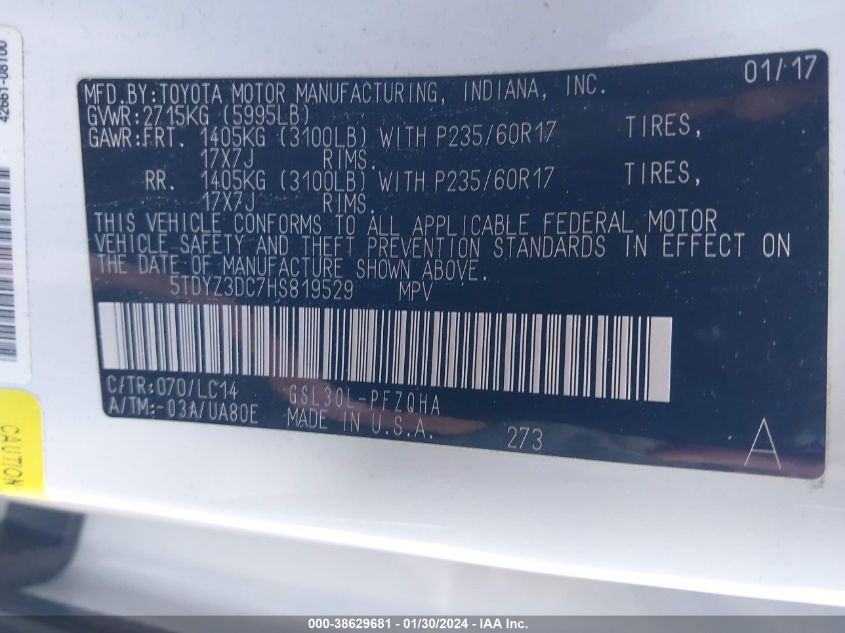 42661-08100
01/17
MFD.BY:TOYOTA MOTOR MANUFACTURING, INDIANA, INC.
GVWR:2715KG (5995LB)
GAWR:FRT. 1405KG (3100LB) WITH P235/60R17 TIRES,
17X7J RIMS.
RR. 1405KG (3100LB) WITH P235/60R17 TIRES,
17X7J RIMS.
THIS VEHICLE CONFORMS TO ALL APPLICABLE FEDERAL MOTOR
VEHICLE SAFETY AND THEFT PREVENTION STANDARDS IN EFFECT ON
THE DATE OF MANUFACTURE SHOWN ABOVE.
5TDYZ3DC7HS819529 MPV
C/TR:070/LC14 GSL30L-PFZQHA
A/TM:-03A/UA80E MADE IN U.S.A.
273
A
CAUTION
000-38629681 - 01/30/2024 - IAA Inc.